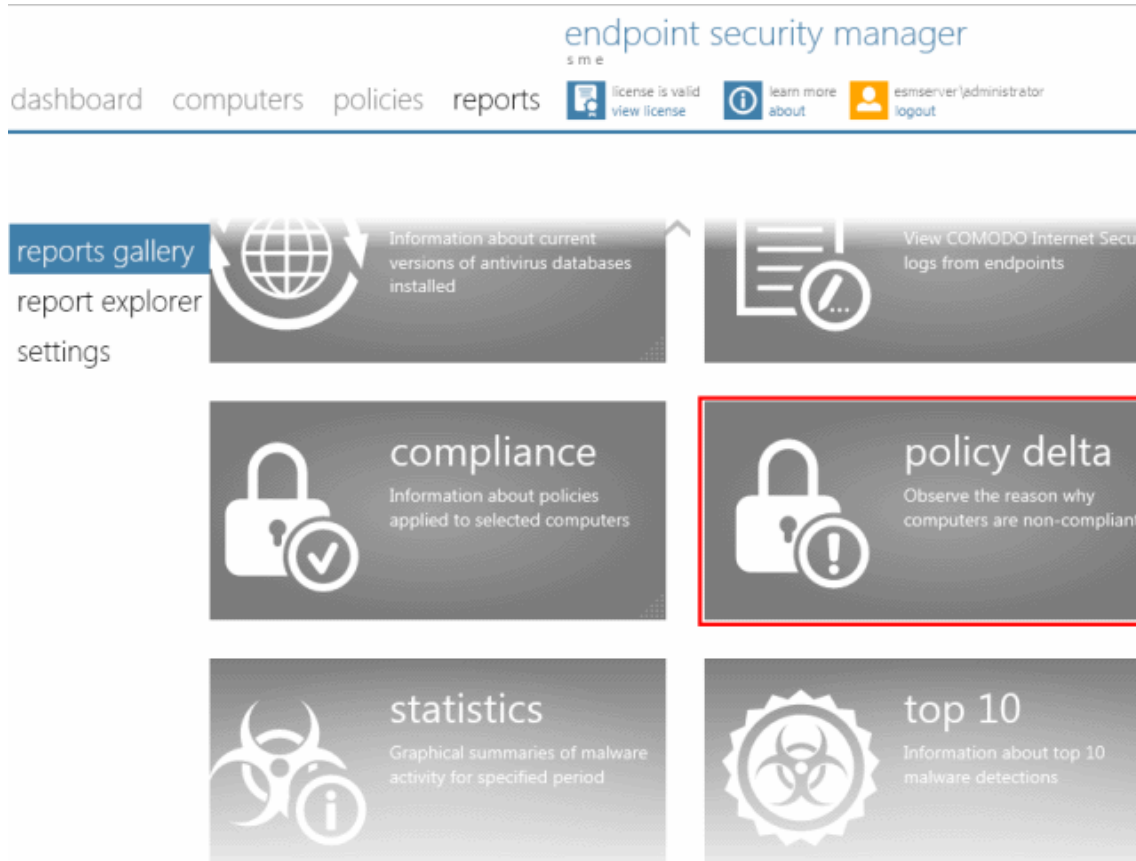 endpoint security manager
s m e
dashboard computers policies reports
license is valid
view license
learn more
about
esmserver\administrator
logout
reports gallery
report explorer
settings
Information about current
versions of antivirus databases
installed
View COMODO Internet Secu
logs from endpoints
compliance
Information about policies
applied to selected computers
policy delta
Observe the reason why
computers are non-compliant
statistics
Graphical summaries of malware
activity for specified period
top 10
Information about top 10
malware detections